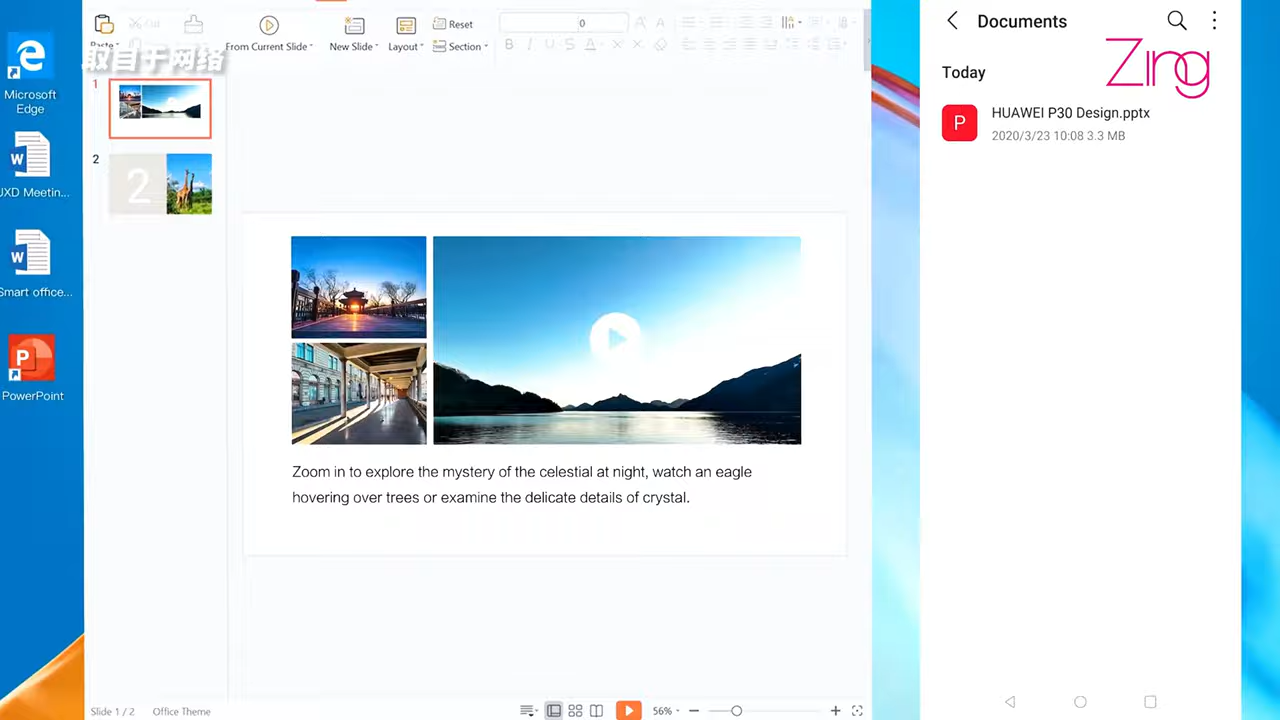 Microsoft
Edge
UXD Meetin...
Smart office...
PowerPoint
Paste
Cut
From Current Slide
New Slide
Layout
Reset
Section
0
B I U S A
取自于网络
1
2
2
Zoom in to explore the mystery of the celestial at night, watch an eagle
hovering over trees or examine the delicate details of crystal.
Slide 1 / 2
Office Theme
56%
Documents
Zing
Today
P
HUAWEI P30 Design.pptx
2020/3/23 10:08 3.3 MB